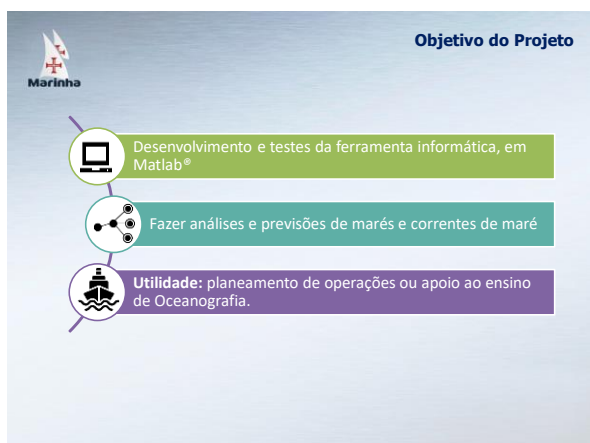 Objetivo do Projeto
Marinha
Desenvolvimento e testes da ferramenta informática, em
Matlab®
Fazer análises e previsões de marés e correntes de maré
Utilidade: planeamento de operações ou apoio ao ensino
de Oceanografia.